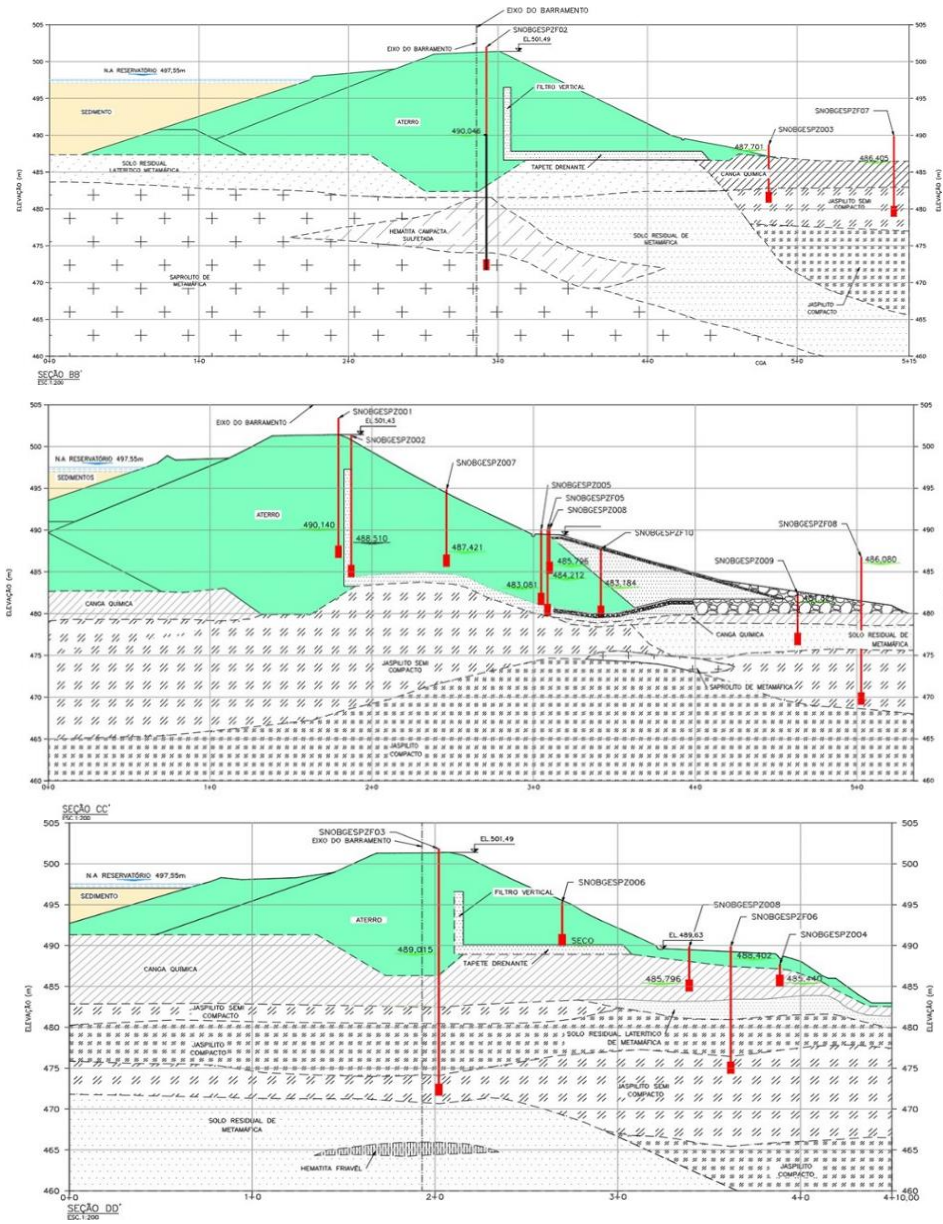 EIXO DO BARRAMENTO
SNOBGESPZF02
EIXO DO BARRAMENTO
EL.501,49
N.A RESERVATÓRIO 497,55m
FILTRO VERTICAL
SNOBGESPZF07
SEDIMENTO
ATERRO
490,046
SNOBGESPZ003
487,701
486,405
SOLO RESIDUAL
LATERÍTICO METAMÁFICA
TAPETE DRENANTE
CANGA QUÍMICA
JASPILITO SEMI
COMPACTO
HEMATITA CAMPACTA
SULFETADA
SOLO RESIDUAL DE
METAMÁFICA
SAPROLITO DE
METAMÁFICA
JASPILITO
COMPACTO
ELEVAÇÃO (m)
505
500
495
490
485
480
475
470
465
460
ELEVAÇÃO (m)
505
500
495
490
485
480
475
470
465
460
0+0 1+0 2+0 3+0 4+0 5+0 5+15
CGA
SEÇÃO BB'
ESC.1:200
EIXO DO BARRAMENTO
SNOBGESPZ001
EL.501,43
SNOBGESPZ002
N.A RESERVATÓRIO 497,55m
SEDIMENTOS
SNOBGESPZ007
SNOBGESPZ005
SNOBGESPZF05
SNOBGESPZ008
SNOBGESPZF10
SNOBGESPZF08
ATERRO
490,140
488,510
487,421
485,796
484,212
483,081
483,184
SNOBGESPZ009
486,080
CANGA QUÍMICA
CANGA QUÍMICA
SOLO RESIDUAL DE
METAMÁFICA
JASPILITO SEMI
COMPACTO
SAPROLITO DE METAMÁFICA
JASPILITO
COMPACTO
ELEVAÇÃO (m)
505
500
495
490
485
480
475
470
465
460
ELEVAÇÃO (m)
505
500
495
490
485
480
475
470
465
460
0+0 1+0 2+0 3+0 4+0 5+0
SEÇÃO CC'
ESC.1:200
SNOBGESPZF03
EIXO DO BARRAMENTO
EL.501,49
N.A RESERVATÓRIO 497,55m
SEDIMENTO
FILTRO VERTICAL
SNOBGESPZ006
ATERRO
SNOBGESPZ008
SNOBGESPZF06
EL.489,63
SNOBGESPZ004
489,015
SECO
488,402
TAPETE DRENANTE
CANGA QUÍMICA
485,796
485,440
JASPILITO SEMI
COMPACTO
SOLO RESIDUAL LATERÍTICO
DE METAMÁFICA
JASPILITO
COMPACTO
JASPILITO SEMI
COMPACTO
SOLO RESIDUAL DE
METAMÁFICA
HEMATITA FRIAVÉL
JASPILITO
COMPACTO
ELEVAÇÃO (m)
505
500
495
490
485
480
475
470
465
460
ELEVAÇÃO (m)
505
500
495
490
485
480
475
470
465
460
0+0 1+0 2+0 3+0 4+0 4+10,00
SEÇÃO DD'
ESC.1:200